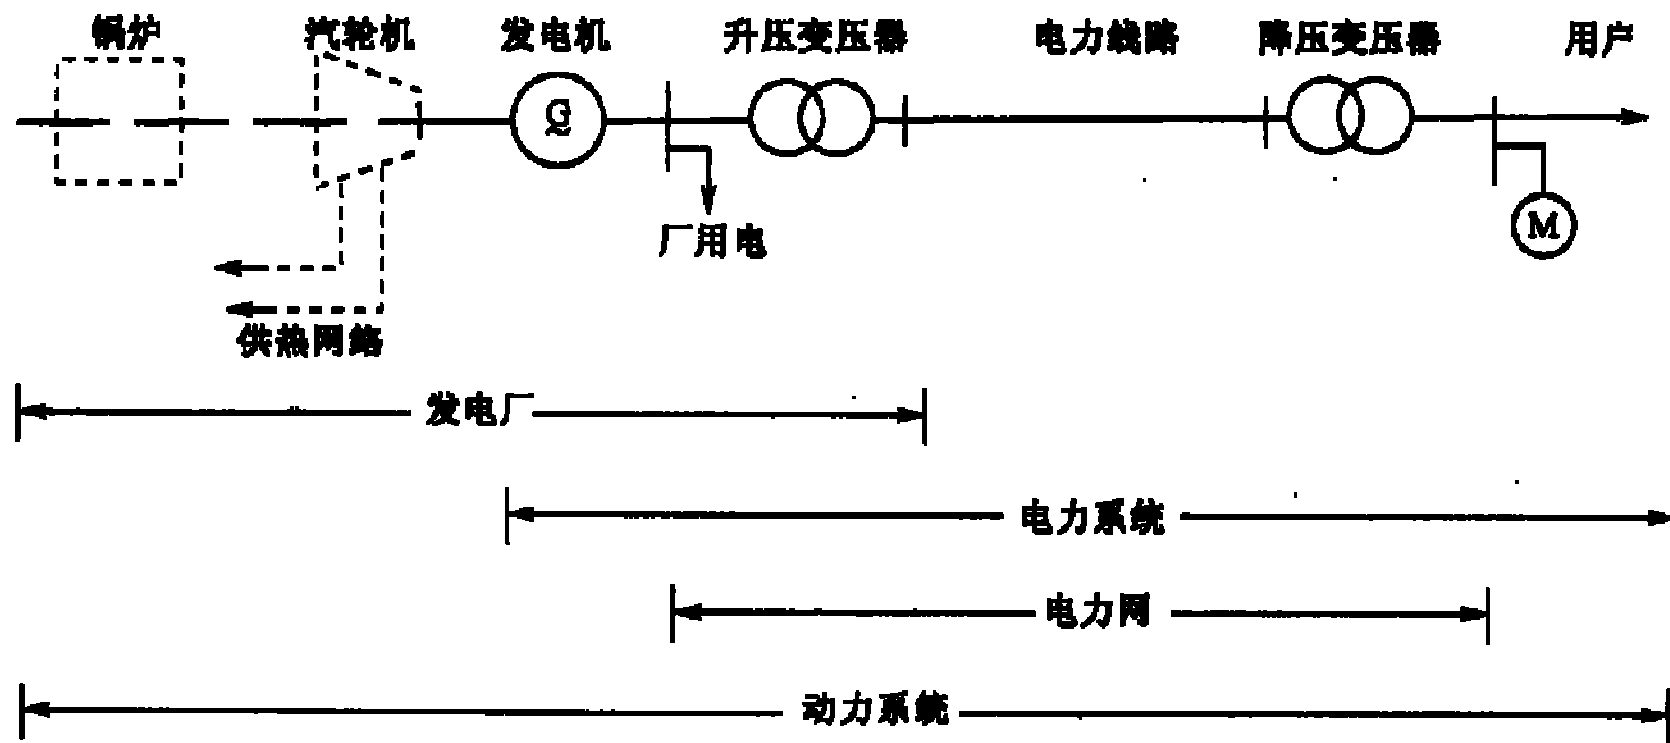 锅炉 汽轮机 发电机 升压变压器 电力线路 降压变压器 用户
G
M
厂用电
供热网络
发电厂
电力系统
电力网
动力系统